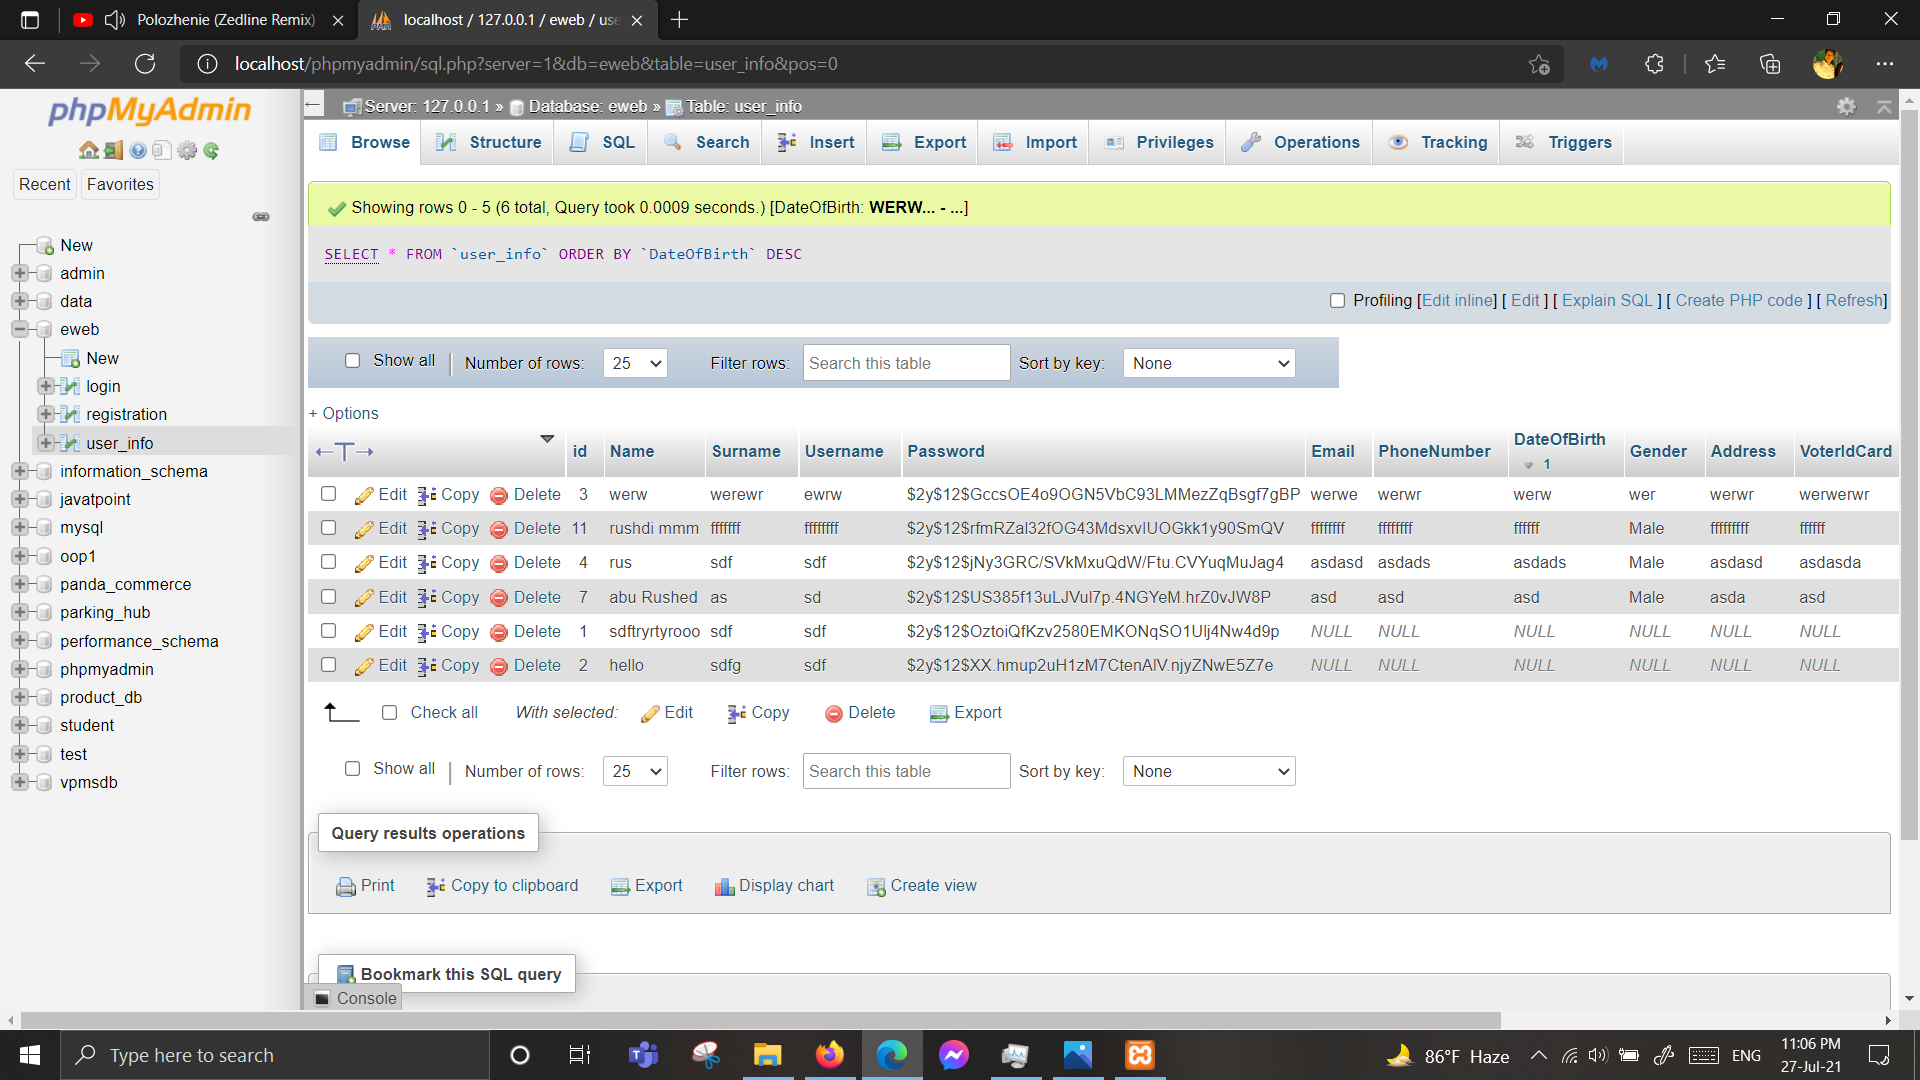 Polozhenie (Zedline Remix)
localhost / 127.0.0.1 / eweb / use
localhost/phpmyadmin/sql.php?server=1&db=eweb&table=user_info&pos=0
phpMyAdmin
Recent Favorites
New
admin
data
eweb
New
login
registration
user_info
information_schema
javatpoint
mysql
oop1
panda_commerce
parking_hub
performance_schema
phpmyadmin
product_db
student
test
vpmsdb
Server: 127.0.0.1 » Database: eweb » Table: user_info
Browse Structure SQL Search Insert Export Import Privileges Operations Tracking Triggers
Showing rows 0 - 5 (6 total, Query took 0.0009 seconds.) [DateOfBirth: WERW... - ...]
SELECT * FROM `user_info` ORDER BY `DateOfBirth` DESC
Profiling [Edit inline] [ Edit ] [ Explain SQL ] [ Create PHP code ] [ Refresh]
Show all Number of rows: 25 Filter rows: Search this table Sort by key: None
+ Options
←T→ id Name Surname Username Password Email PhoneNumber DateOfBirth 1 Gender Address VoterIdCard
Edit Copy Delete 3 werw werewr ewrw $2y$12$GccsOE4o9OGN5VbC93LMMezZqBsgf7gBP werwe werwr werw wer werwr werwerwr
Edit Copy Delete 11 rushdi mmm fffffff ffffffff $2y$12$rfmRZal32fOG43MdsxvIUOGkk1y90SmQV ffffffff ffffffff ffffff Male fffffffff ffffff
Edit Copy Delete 4 rus sdf sdf $2y$12$jNy3GRC/SVkMxuQdW/Ftu.CVYuqMuJag4 asdasd asdads asdads Male asdasd asdasda
Edit Copy Delete 7 abu Rushed as sd $2y$12$US385f13uLJVul7p.4NGYeM.hrZ0vJW8P asd asd asd Male asda asd
Edit Copy Delete 1 sdftryrtyrooo sdf sdf $2y$12$OztoiQfKzv2580EMKONqSO1Ulj4Nw4d9p NULL NULL NULL NULL NULL NULL
Edit Copy Delete 2 hello sdfg sdf $2y$12$XX.hmup2uH1zM7CtenAlV.njyZNwE5Z7e NULL NULL NULL NULL NULL NULL
Check all With selected: Edit Copy Delete Export
Show all Number of rows: 25 Filter rows: Search this table Sort by key: None
Query results operations
Print Copy to clipboard Export Display chart Create view
Bookmark this SQL query
Console
Type here to search
86°F Haze
ENG
11:06 PM
27-Jul-21